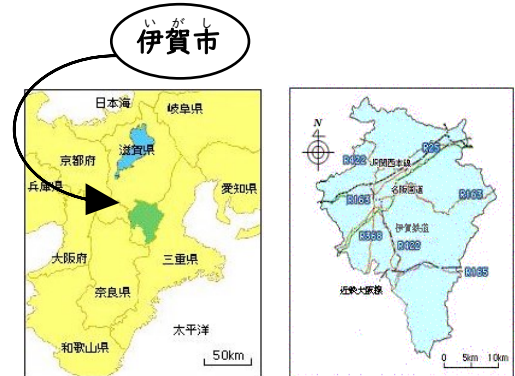 いがし
伊賀市
日本海
岐阜県
滋賀県
京都府
兵庫県
愛知県
大阪府
三重県
奈良県
太平洋
和歌山県
50km
N
R25
R422
JR関西本線
名阪国道
R163
R163
伊賀鉄道
R368
R422
R165
近鉄大阪線
0 5km 10km